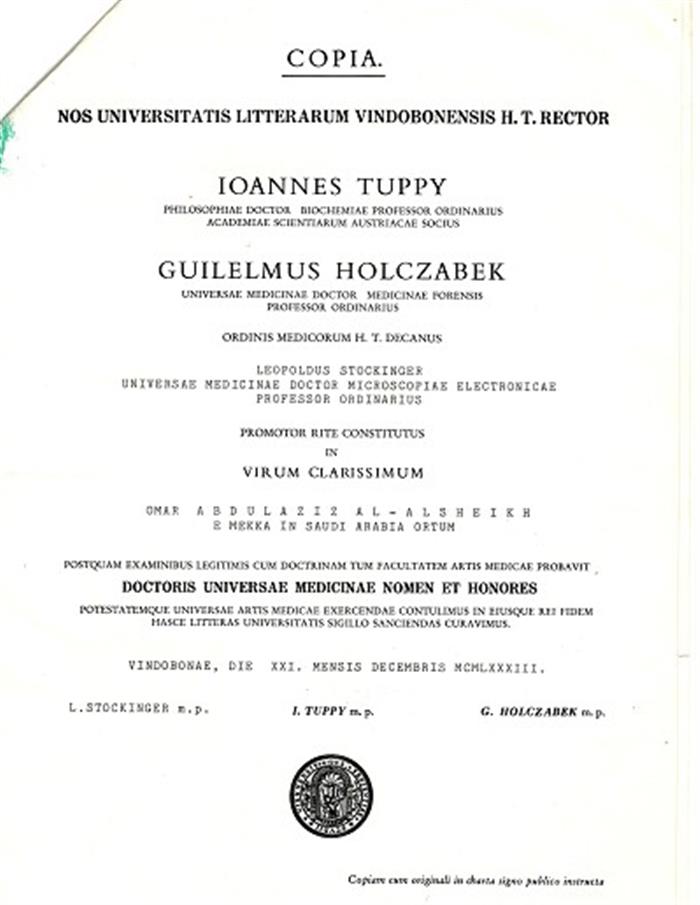 COPIA.
NOS UNIVERSITATIS LITTERARUM VINDOBONENSIS H. T. RECTOR
IOANNES TUPPY
PHILOSOPHIAE DOCTOR BIOCHEMIAE PROFESSOR ORDINARIUS
ACADEMIAE SCIENTIARUM AUSTRIACAE SOCIUS
GUILELMUS HOLCZABEK
UNIVERSAE MEDICINAE DOCTOR MEDICINAE FORENSIS
PROFESSOR ORDINARIUS
ORDINIS MEDICORUM H. T. DECANUS
LEOPOLDUS STOCKINGER
UNIVERSAE MEDICINAE DOCTOR MICROSCOPIAE ELECTRONICAE
PROFESSOR ORDINARIUS
PROMOTOR RITE CONSTITUTUS
IN
VIRUM CLARISSIMUM
OMAR ABDULAZIZ AL-ALSHEIKH
E MEKKA IN SAUDI ARABIA ORTUM
POSTQUAM EXAMINIBUS LEGITIMIS CUM DOCTRINAM TUM FACULTATEM ARTIS MEDICAE PROBAVIT
DOCTORIS UNIVERSAE MEDICINAE NOMEN ET HONORES
POTESTATEMQUE UNIVERSAE ARTIS MEDICAE EXERCENDAE CONTULIMUS IN EIUSQUE REI FIDEM
HASCE LITTERAS UNIVERSITATIS SIGILLO SANCIENDAS CURAVIMUS.
VINDOBONAE, DIE XXI. MENSIS DECEMBRIS MCMLXXXIII.
L.STOCKINGER m.p.
I. TUPPY m. p.
G. HOLCZABEK m. p.
Copiam cum originali in charta signo publico instructa